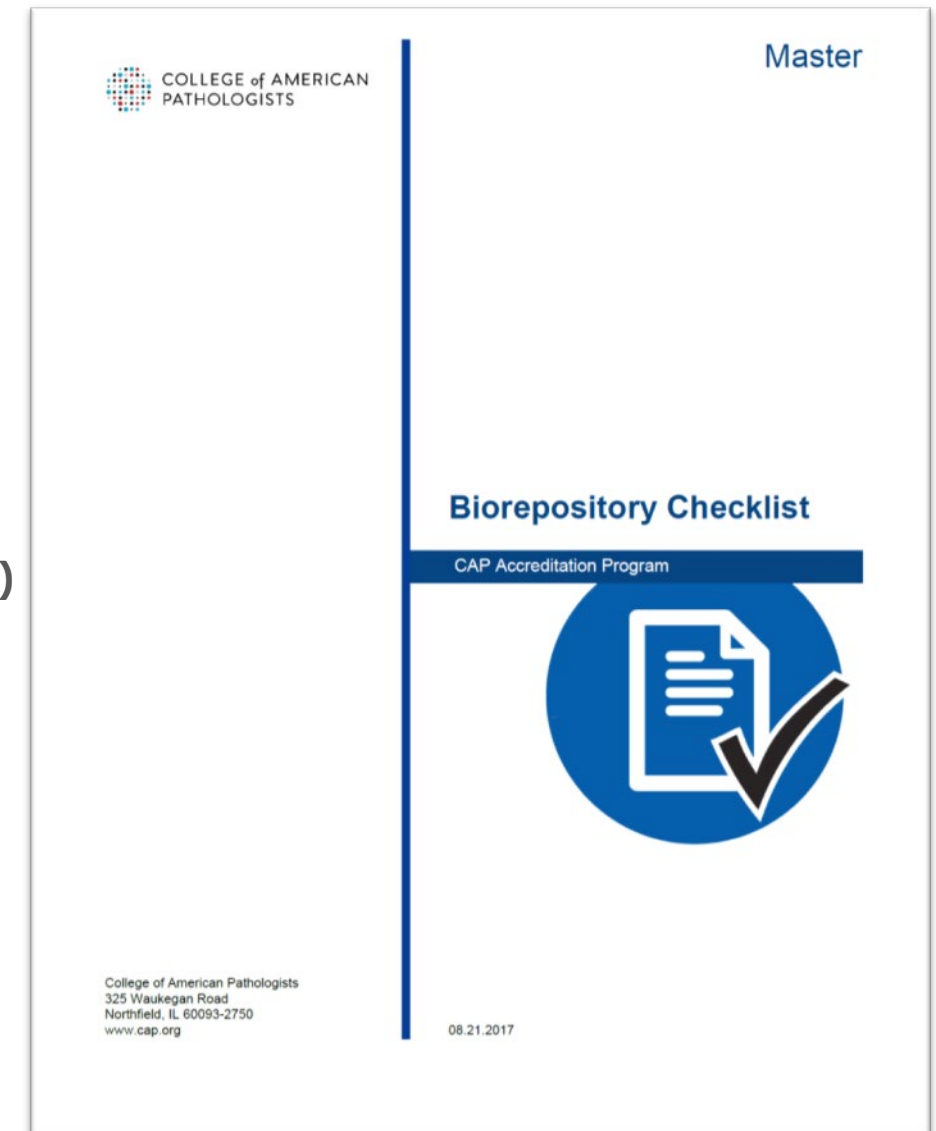 COLLEGE of AMERICAN
PATHOLOGISTS
Master
)
Biorepository Checklist
CAP Accreditation Program
College of American Pathologists
325 Waukegan Road
Northfield, IL 60093-2750
www.cap.org
08.21.2017